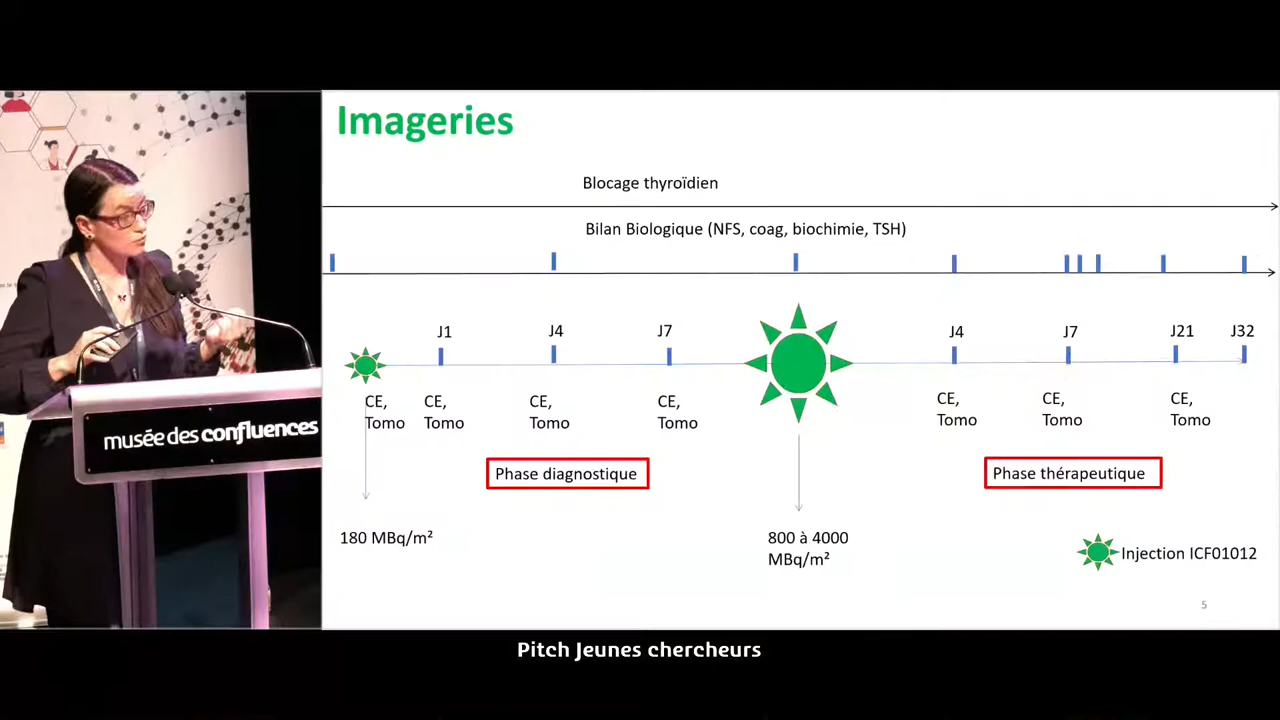 Imageries
Blocage thyroïdien
Bilan Biologique (NFS, coag, biochimie, TSH)
J1
J4
J7
J4
J7
J21
J32
CE,
Tomo
CE,
Tomo
CE,
Tomo
CE,
Tomo
CE,
Tomo
CE,
Tomo
CE,
Tomo
Phase diagnostique
Phase thérapeutique
180 MBq/m²
800 à 4000
MBq/m²
Injection ICF01012
5
musée des confluences
Pitch Jeunes chercheurs